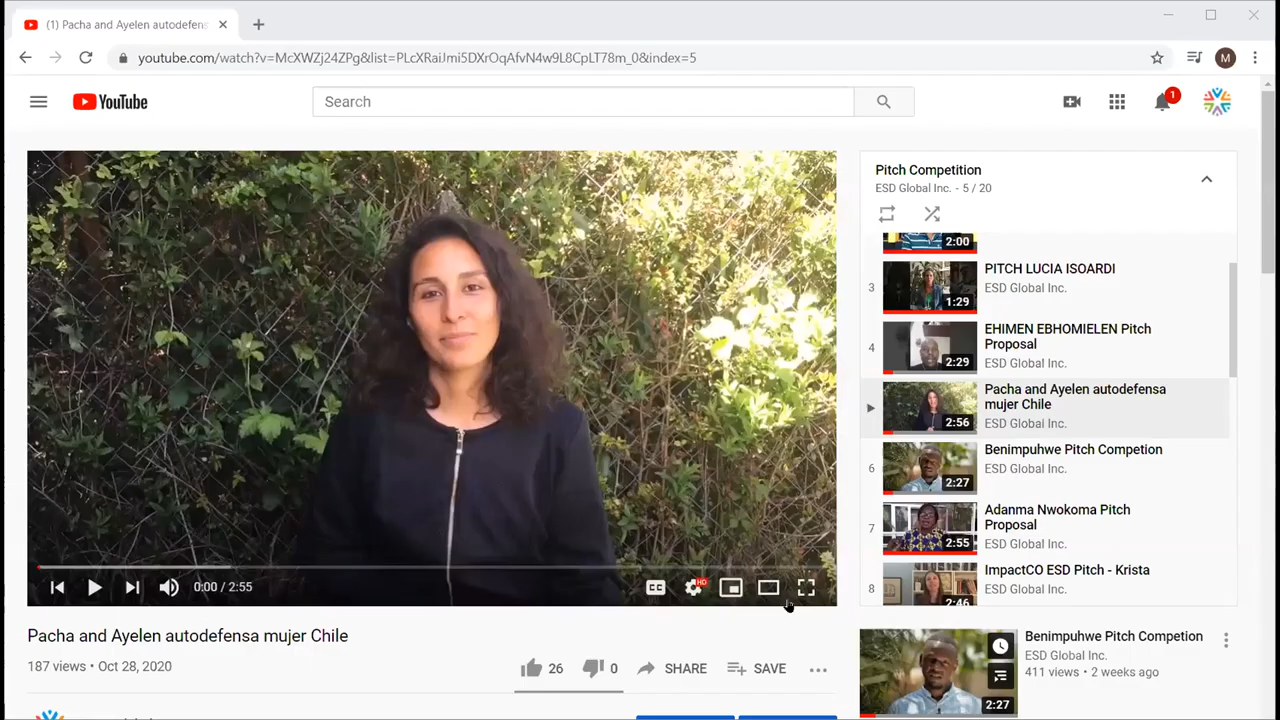 (1) Pacha and Ayelen autodefens
youtube.com/watch?v=McXWZj24ZPg&list=PLcXRaiJmi5DXrOqAfvN4w9L8CpLT78m_0&index=5
M
YouTube
Search
1
Pitch Competition
ESD Global Inc. - 5 / 20
2:00
3
1:29
PITCH LUCIA ISOARDI
ESD Global Inc.
4
2:29
EHIMEN EBHOMIELEN Pitch
Proposal
ESD Global Inc.
2:56
Pacha and Ayelen autodefensa
mujer Chile
ESD Global Inc.
6
2:27
Benimpuhwe Pitch Competion
ESD Global Inc.
7
2:55
Adanma Nwokoma Pitch
Proposal
ESD Global Inc.
8
2:46
ImpactCO ESD Pitch - Krista
ESD Global Inc.
0:00 / 2:55
CC
HD
Pacha and Ayelen autodefensa mujer Chile
187 views • Oct 28, 2020
26
0
SHARE
SAVE
2:27
Benimpuhwe Pitch Competion
ESD Global Inc.
411 views • 2 weeks ago